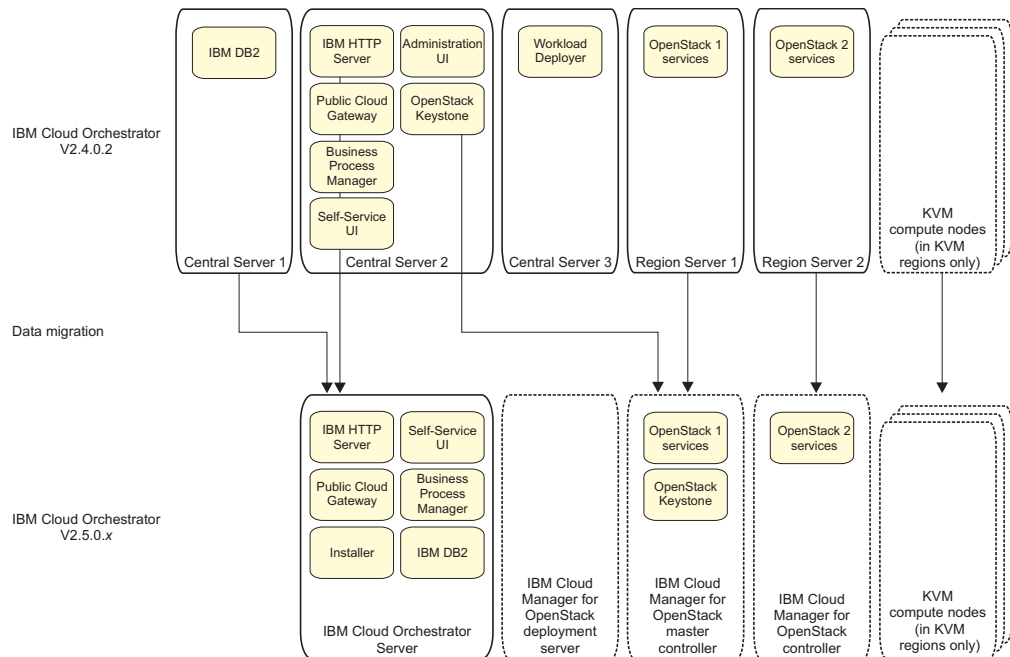 IBM Cloud Orchestrator
V2.4.0.2
IBM DB2
Central Server 1
IBM HTTP
Server
Administration
UI
Public Cloud
Gateway
OpenStack
Keystone
Business
Process
Manager
Self-Service
UI
Central Server 2
Workload
Deployer
Central Server 3
OpenStack 1
services
Region Server 1
OpenStack 2
services
Region Server 2
KVM
compute nodes
(in KVM
regions only)
Data migration
IBM Cloud Orchestrator
V2.5.0.x
IBM HTTP
Server
Self-Service
UI
Public Cloud
Gateway
Business
Process
Manager
Installer
IBM DB2
IBM Cloud Orchestrator
Server
IBM Cloud
Manager for
OpenStack
deployment
server
OpenStack 1
services
OpenStack
Keystone
IBM Cloud
Manager for
OpenStack
master
controller
OpenStack 2
services
IBM Cloud
Manager for
OpenStack
controller
KVM
compute nodes
(in KVM
regions only)